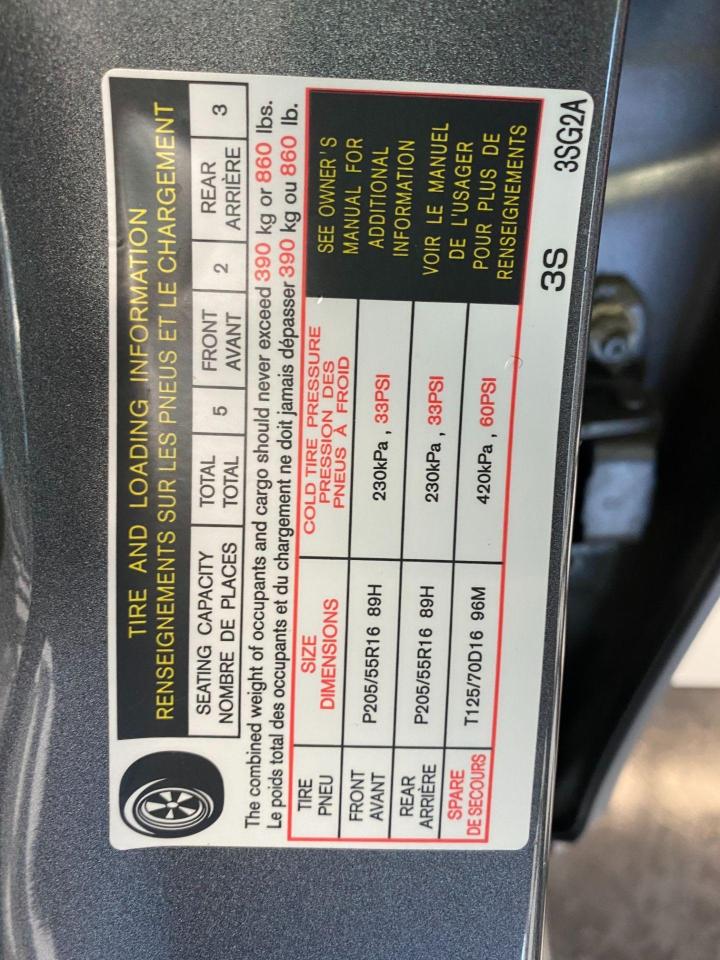 TIRE AND LOADING INFORMATION
RENSEIGNEMENTS SUR LES PNEUS ET LE CHARGEMENT
SEATING CAPACITY TOTAL 5 FRONT 2 REAR 3
NOMBRE DE PLACES TOTAL AVANT ARRIÈRE
The combined weight of occupants and cargo should never exceed 390 kg or 860 lbs.
Le poids total des occupants et du chargement ne doit jamais dépasser 390 kg ou 860 lb.
TIRE
PNEU
SIZE
DIMENSIONS
COLD TIRE PRESSURE
PRESSION DES
PNEUS À FROID
FRONT
AVANT
P205/55R16 89H
230kPa , 33PSI
REAR
ARRIÈRE
P205/55R16 89H
230kPa , 33PSI
SPARE
DE SECOURS
T125/70D16 96M
420kPa , 60PSI
SEE OWNER'S
MANUAL FOR
ADDITIONAL
INFORMATION
VOIR LE MANUEL
DE L'USAGER
POUR PLUS DE
RENSEIGNEMENTS
3S 3SG2A